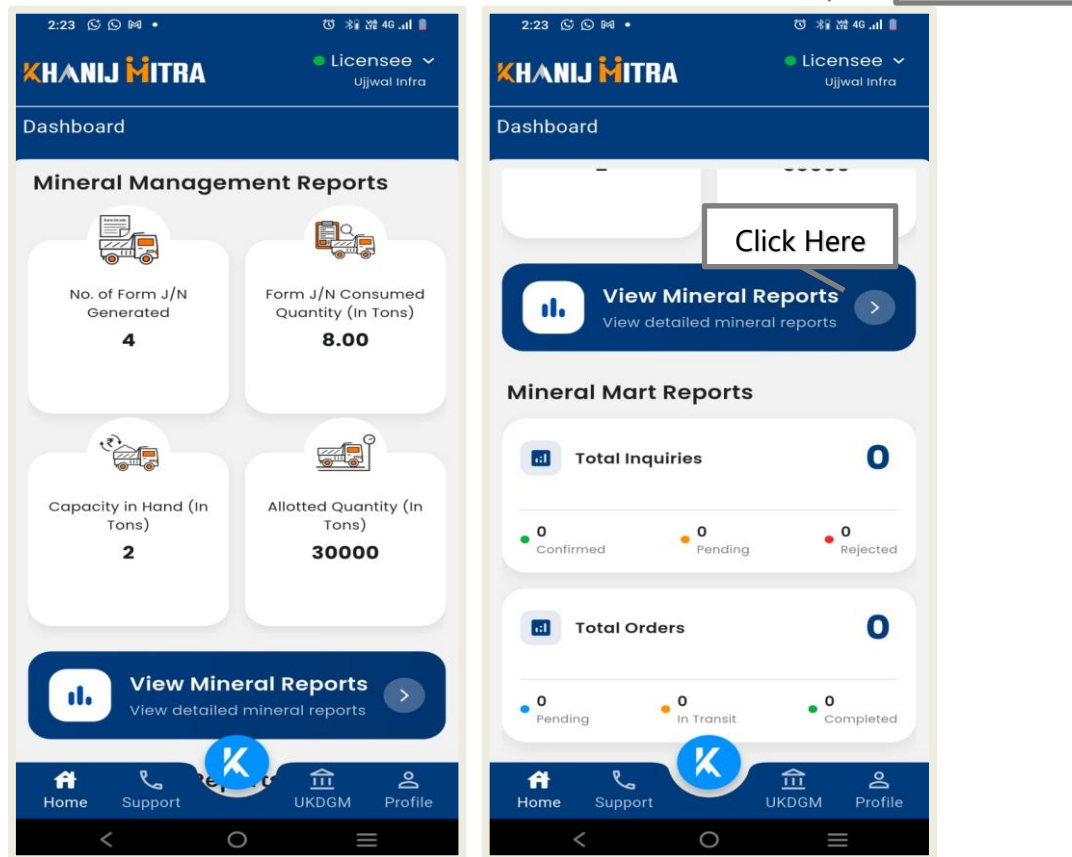 2:23
4G
KHANIJ MITRA
Licensee
Ujjwal Infra
Dashboard
Mineral Management Reports
No. of Form J/N
Generated
4
Form J/N Consumed
Quantity (In Tons)
8.00
Capacity in Hand (In
Tons)
2
Allotted Quantity (In
Tons)
30000
View Mineral Reports
View detailed mineral reports
K
Home
Support
UKDGM
Profile
2:23
4G
KHANIJ MITRA
Licensee
Ujjwal Infra
Dashboard
Click Here
View Mineral Reports
View detailed mineral reports
Mineral Mart Reports
Total Inquiries
0
0
Confirmed
0
Pending
0
Rejected
Total Orders
0
0
Pending
0
In Transit
0
Completed
K
Home
Support
UKDGM
Profile